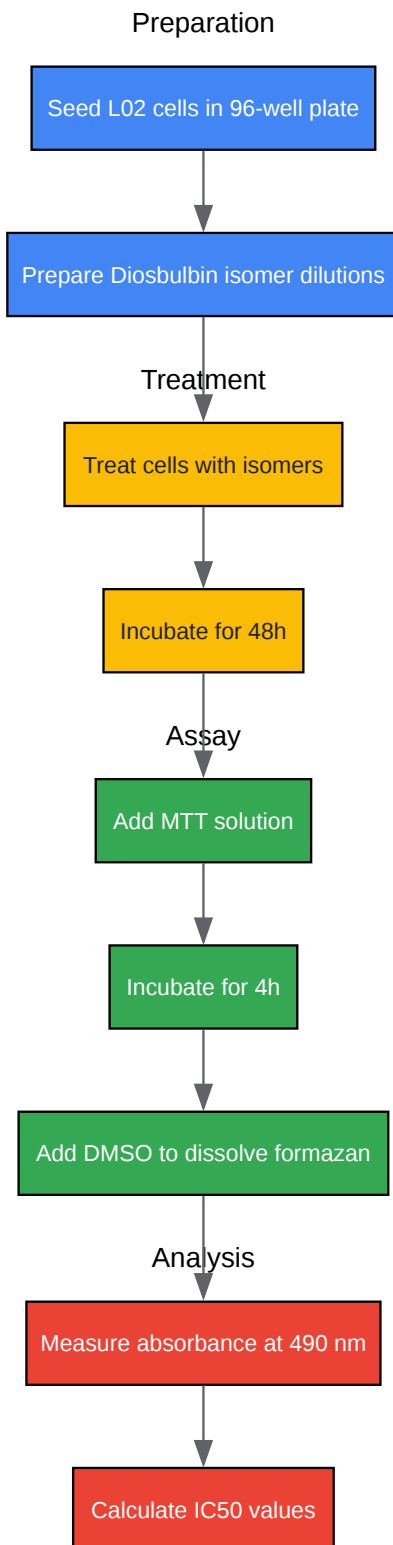 Preparation
Seed L02 cells in 96-well plate
Prepare Diosbulbin isomer dilutions
Treatment
Treat cells with isomers
Incubate for 48h
Assay
Add MTT solution
Incubate for 4h
Add DMSO to dissolve formazan
Analysis
Measure absorbance at 490 nm
Calculate IC50 values